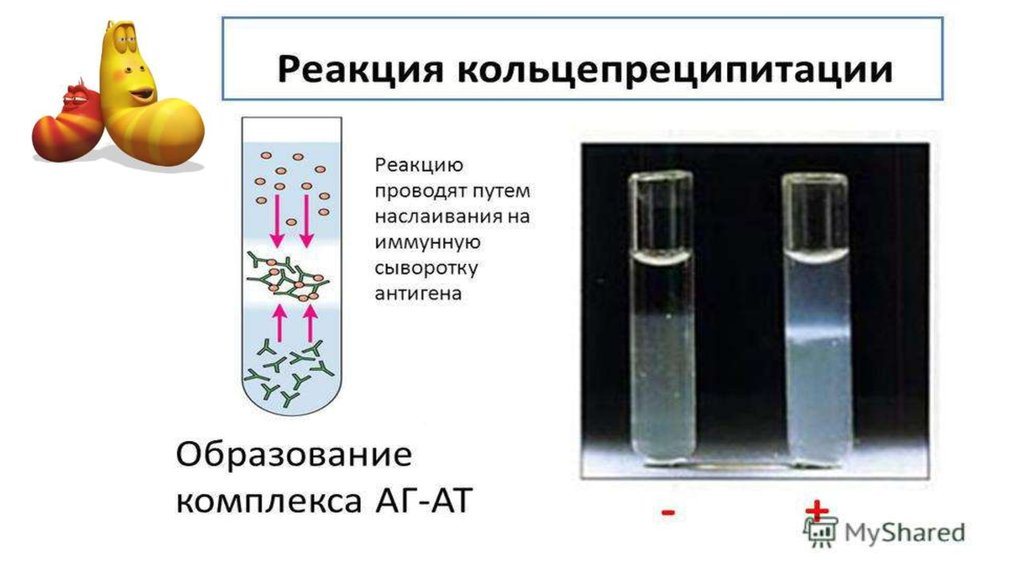 Реакция кольцепреципитации
Реакцию
проводят путем
наслаивания на
иммунную
сыворотку
антигена
Образование
комплекса АГ-АТ
- +
MyShared